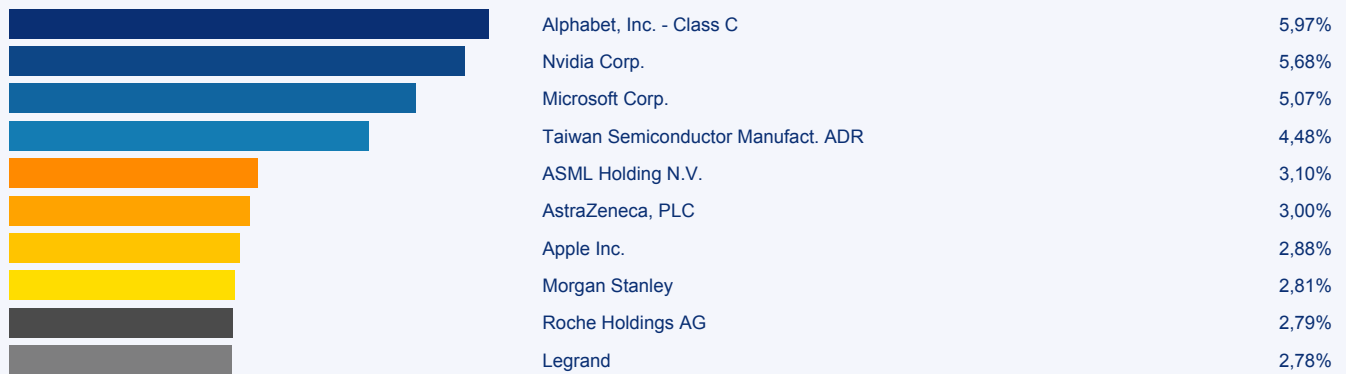 Alphabet, Inc. - Class C 5,97%
Nvidia Corp. 5,68%
Microsoft Corp. 5,07%
Taiwan Semiconductor Manufact. ADR 4,48%
ASML Holding N.V. 3,10%
AstraZeneca, PLC 3,00%
Apple Inc. 2,88%
Morgan Stanley 2,81%
Roche Holdings AG 2,79%
Legrand 2,78%